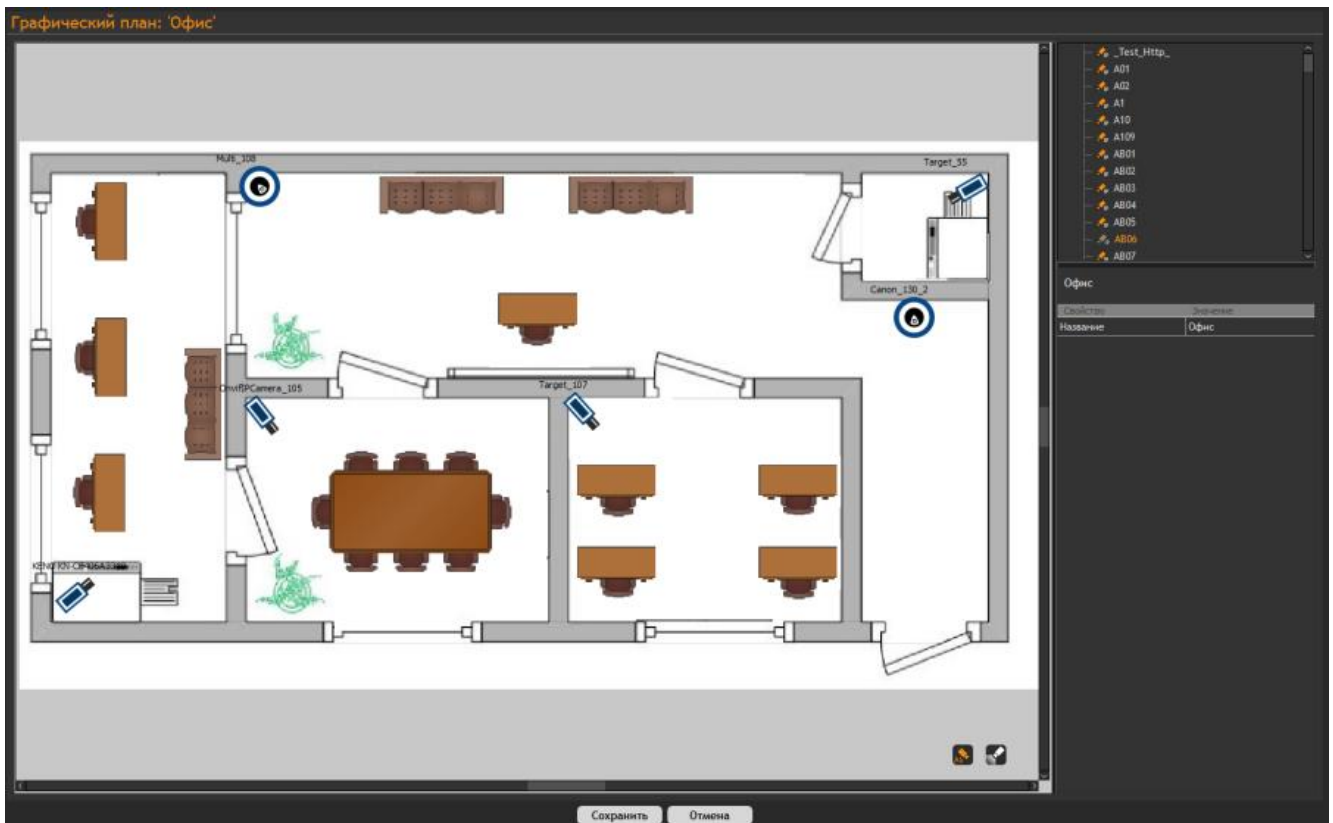 Графический план: 'Офис'
_Test_Http_
A01
A02
A1
A10
A109
AB01
AB02
AB03
AB04
AB05
AB06
AB07
Multi_108
Target_55
Canon_130_2
OnvifIPCamera_105
Target_107
Офис
Свойство Значение
Название Офис
Сохранить Отмена